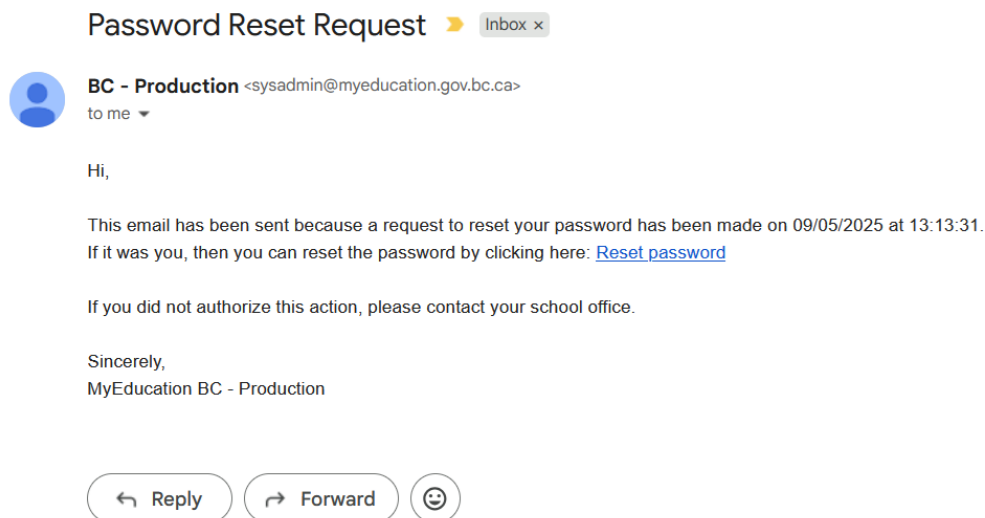 Password Reset Request Inbox ×
BC - Production <sysadmin@myeducation.gov.bc.ca>
to me
Hi,
This email has been sent because a request to reset your password has been made on 09/05/2025 at 13:13:31.
If it was you, then you can reset the password by clicking here: Reset password
If you did not authorize this action, please contact your school office.
Sincerely,
MyEducation BC - Production
Reply Forward